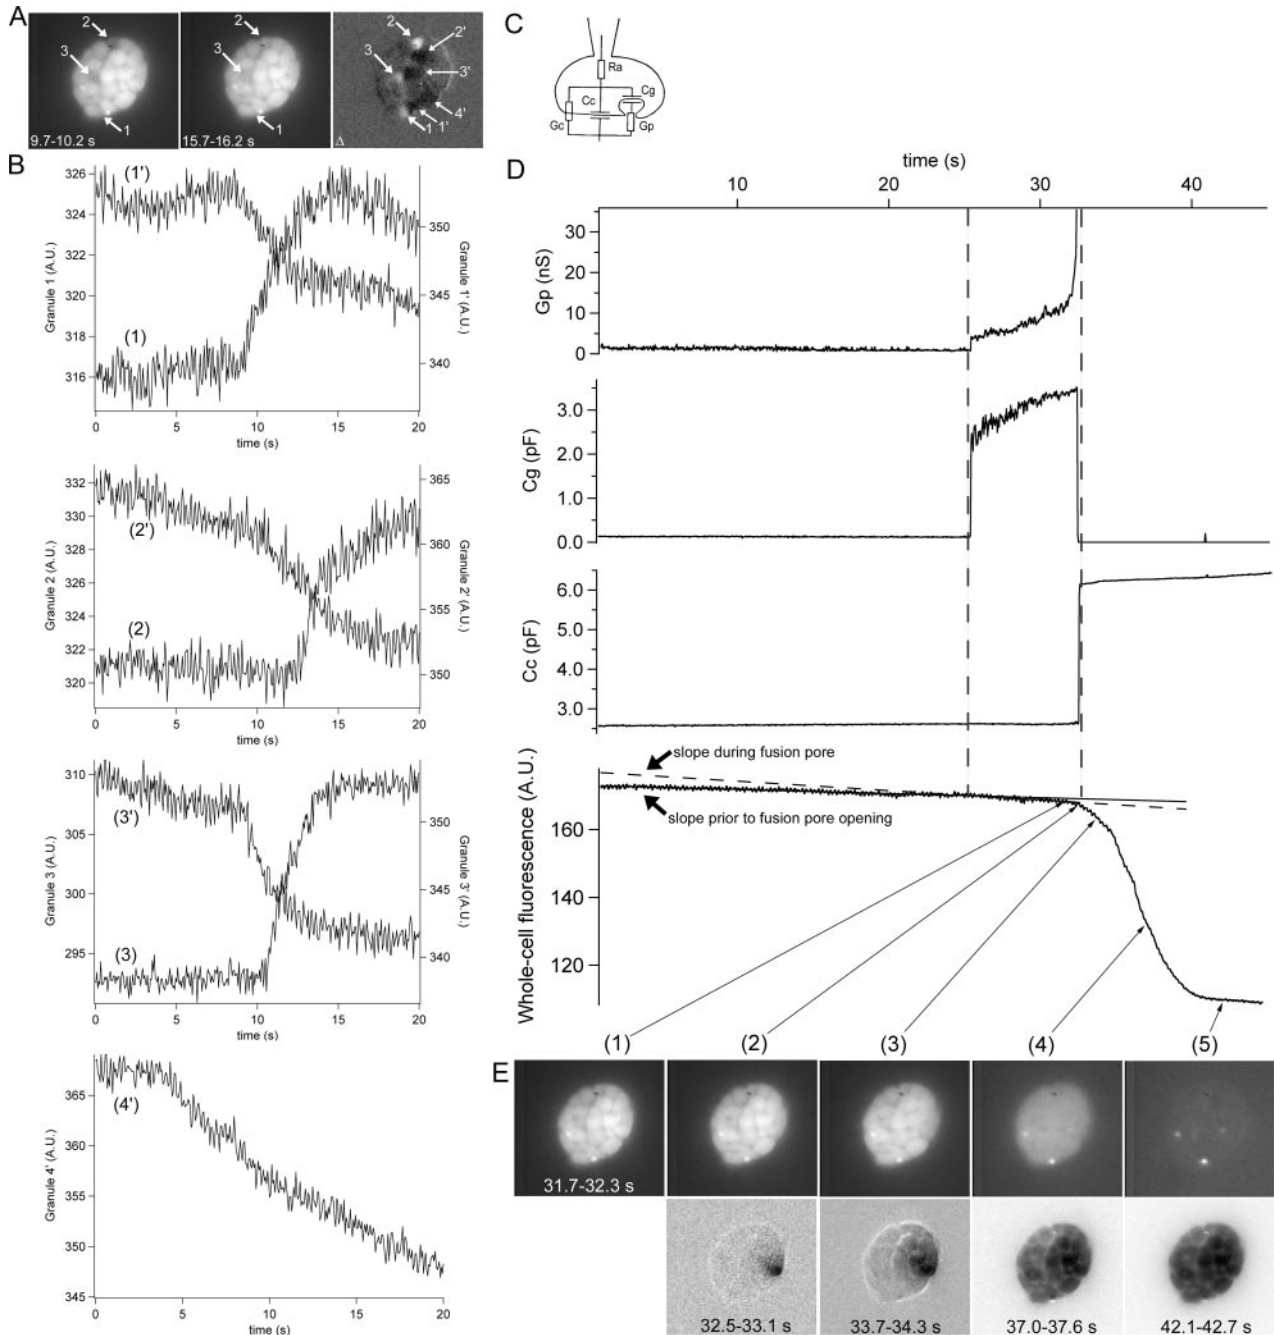 A
2
3
1
9.7-10.2 s
2
3
1
15.7-16.2 s
2
2'
3
3'
4'
1
1'
Δ
B
Granule 1 (A.U.)
326
324
322
320
318
316
(1')
(1)
350
345
340
Granule 1' (A.U.)
0
5
10
15
20
time (s)
Granule 2 (A.U.)
332
330
328
326
324
322
320
(2')
(2)
365
360
355
350
Granule 2' (A.U.)
0
5
10
15
20
time (s)
Granule 3 (A.U.)
310
305
300
295
(3')
(3)
350
345
340
Granule 3' (A.U.)
0
5
10
15
20
time (s)
Granule 4' (A.U.)
365
360
355
350
345
(4')
0
5
10
15
20
time (s)
C
Ra
Cg
Cc
Gc
Gp
D
time (s)
10
20
30
40
Gp (nS)
30
20
10
0
Cg (pF)
3.0
2.0
1.0
0.0
Cc (pF)
6.0
5.0
4.0
3.0
Whole-cell fluorescence (A.U.)
160
140
120
slope during fusion pore
slope prior to fusion pore opening
(1)
(2)
(3)
(4)
(5)
E
31.7-32.3 s
32.5-33.1 s
33.7-34.3 s
37.0-37.6 s
42.1-42.7 s